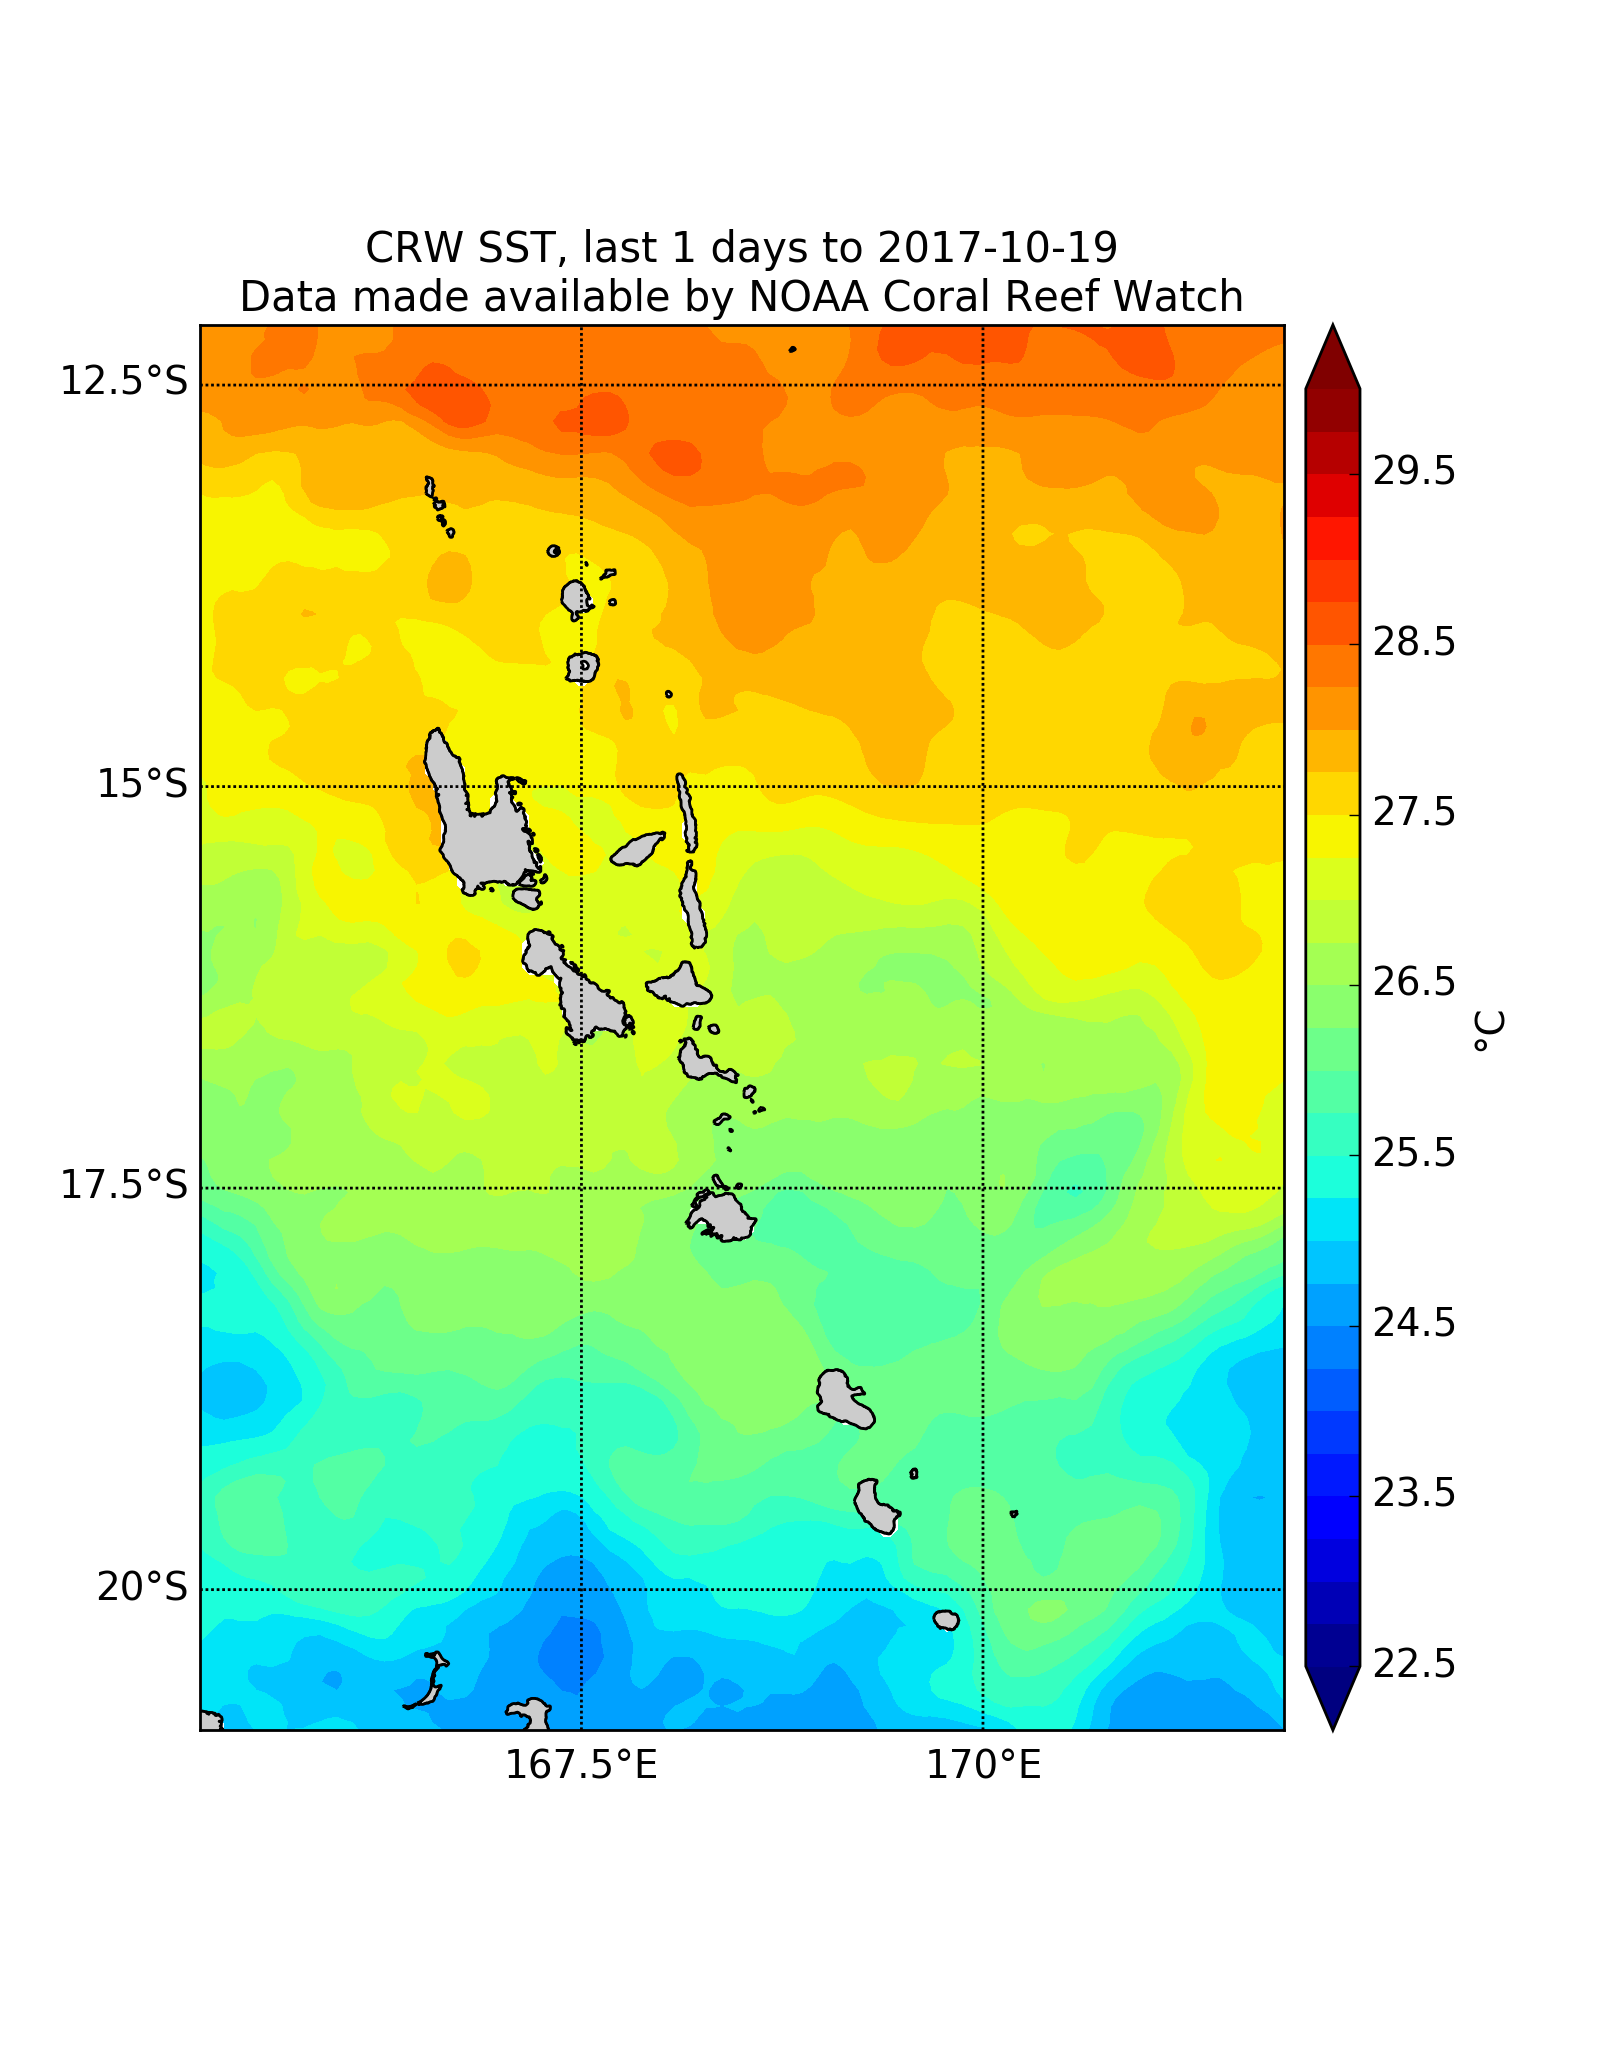 CRW SST, last 1 days to 2017-10-19
Data made available by NOAA Coral Reef Watch
12.5°S
15°S
17.5°S
20°S
167.5°E
170°E
29.5
28.5
27.5
26.5
25.5
24.5
23.5
22.5
°C